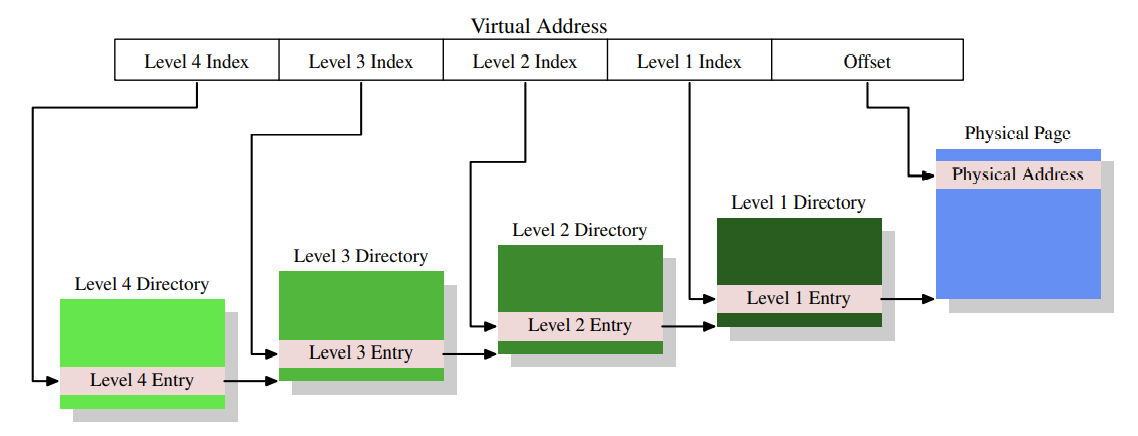 Virtual Address
Level 4 Index
Level 3 Index
Level 2 Index
Level 1 Index
Offset
Physical Page
Physical Address
Level 1 Directory
Level 1 Entry
Level 2 Directory
Level 2 Entry
Level 3 Directory
Level 3 Entry
Level 4 Directory
Level 4 Entry